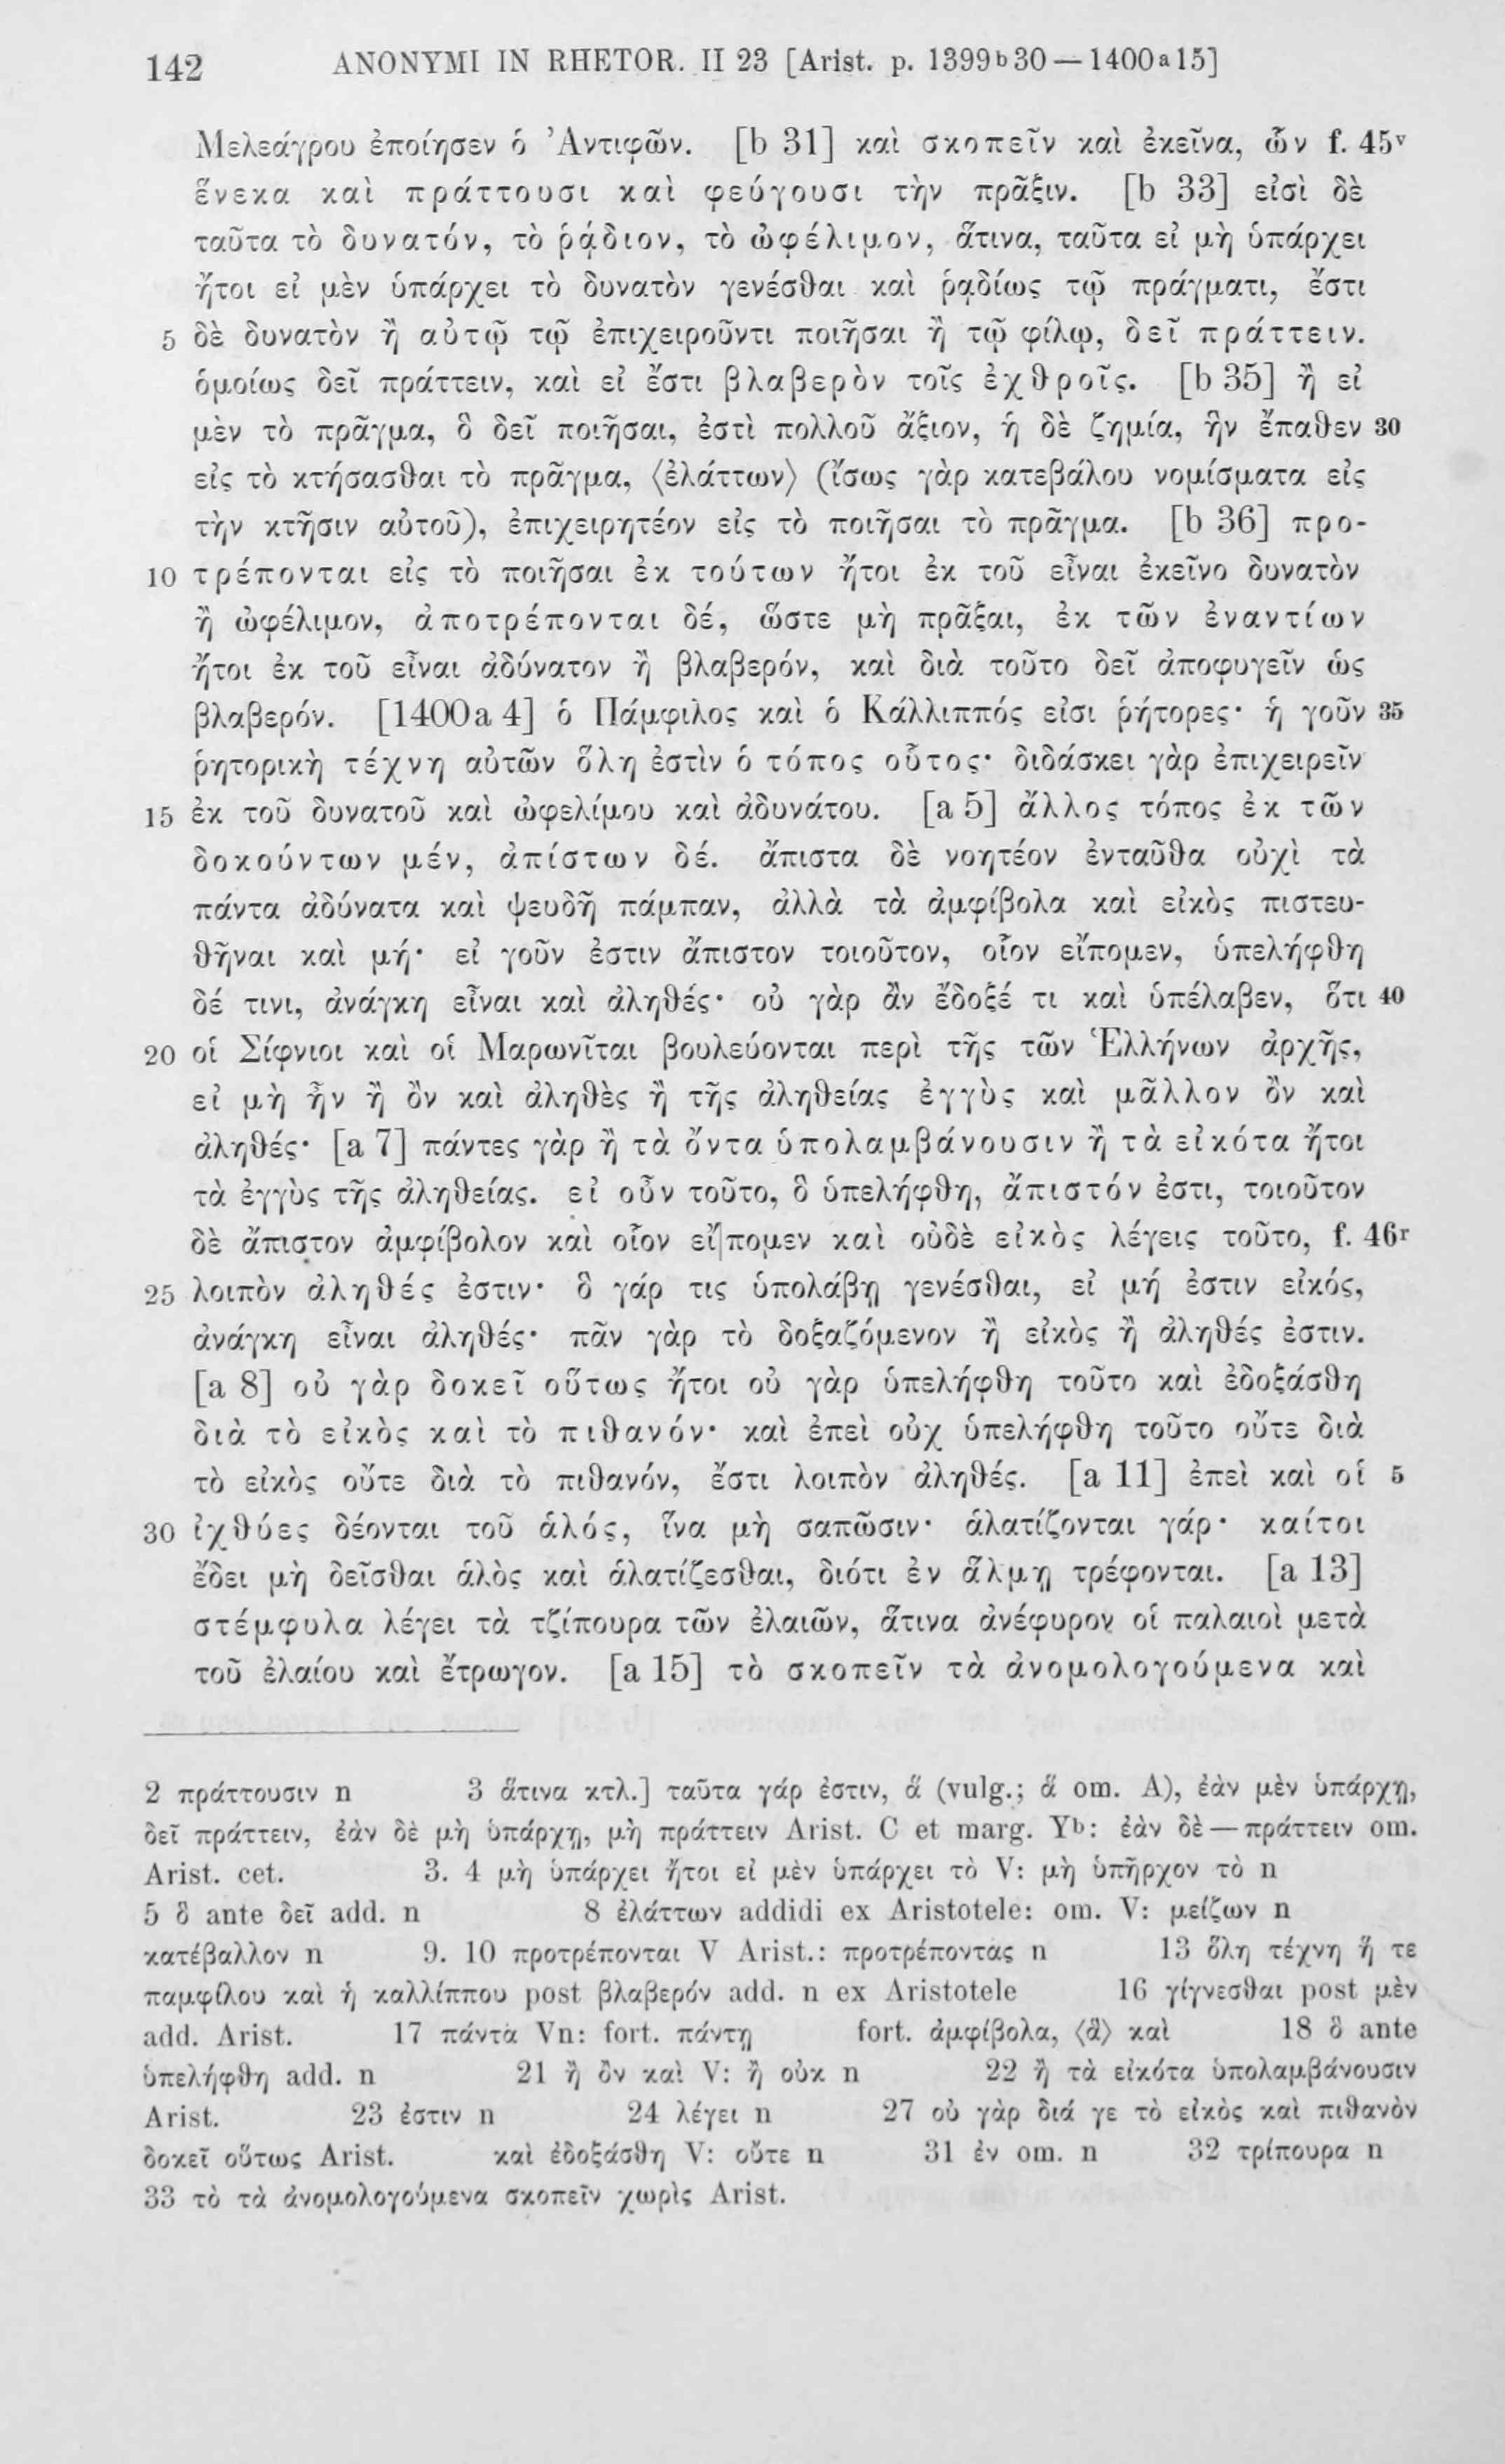 142 ANONYMI IN RHETOR. II 23 [Arist. p. 1399b30—1400a15]
Μελεάγρου ἐποίησεν ὁ Ἀντιφῶν. [b 31] καὶ σκοπεῖν καὶ ἐκεῖνα, ὧν f. 45v
ἕνεκα καὶ πράττουσι καὶ φεύγουσι τὴν πρᾶξιν. [b 33] εἰσὶ δὲ
ταῦτα τὸ δυνατόν, τὸ ῥᾴδιον, τὸ ὠφέλιμον, ἅτινα, ταῦτα εἰ μὴ ὑπάρχει
ἤτοι εἰ μὲν ὑπάρχει τὸ δυνατὸν γενέσθαι καὶ ῥᾳδίως τῷ πράγματι, ἔστι
5 δὲ δυνατὸν ἢ αὐτῷ τῷ ἐπιχειροῦντι ποιῆσαι ἢ τῷ φίλῳ, δεῖ πράττειν.
ὁμοίως δεῖ πράττειν, καὶ εἰ ἔστι βλαβερὸν τοῖς ἐχθροῖς. [b 35] ἢ εἰ
μὲν τὸ πρᾶγμα, ὃ δεῖ ποιῆσαι, ἐστὶ πολλοῦ ἄξιον, ἡ δὲ ζημία, ἣν ἔπαθεν 30
εἰς τὸ κτήσασθαι τὸ πρᾶγμα, ⟨ἐλάττων⟩ (ἴσως γὰρ κατεβάλου νομίσματα εἰς
τὴν κτῆσιν αὐτοῦ), ἐπιχειρητέον εἰς τὸ ποιῆσαι τὸ πρᾶγμα. [b 36] προ-
10 τρέπονται εἰς τὸ ποιῆσαι ἐκ τούτων ἤτοι ἐκ τοῦ εἶναι ἐκεῖνο δυνατὸν
ἢ ὠφέλιμον, ἀποτρέπονται δέ, ὥστε μὴ πρᾶξαι, ἐκ τῶν ἐναντίων
ἤτοι ἐκ τοῦ εἶναι ἀδύνατον ἢ βλαβερόν, καὶ διὰ τοῦτο δεῖ ἀποφυγεῖν ὡς
βλαβερόν. [1400a 4] ὁ Πάμφιλος καὶ ὁ Κάλλιππός εἰσι ῥήτορες· ἡ γοῦν 35
ῥητορικὴ τέχνη αὐτῶν ὅλη ἐστὶν ὁ τόπος οὗτος· διδάσκει γὰρ ἐπιχειρεῖν
15 ἐκ τοῦ δυνατοῦ καὶ ὠφελίμου καὶ ἀδυνάτου. [a 5] ἄλλος τόπος ἐκ τῶν
δοκούντων μέν, ἀπίστων δέ. ἄπιστα δὲ νοητέον ἐνταῦθα οὐχὶ τὰ
πάντα ἀδύνατα καὶ ψευδῆ πάμπαν, ἀλλὰ τὰ ἀμφίβολα καὶ εἰκὸς πιστευ-
θῆναι καὶ μή· εἰ γοῦν ἐστιν ἄπιστον τοιοῦτον, οἷον εἴπομεν, ὑπελήφθη
δέ τινι, ἀνάγκη εἶναι καὶ ἀληθές· οὐ γὰρ ἂν ἔδοξέ τι καὶ ὑπέλαβεν, ὅτι 40
20 οἱ Σίφνιοι καὶ οἱ Μαρωνῖται βουλεύονται περὶ τῆς τῶν Ἑλλήνων ἀρχῆς,
εἰ μὴ ἦν ἢ ὂν καὶ ἀληθὲς ἢ τῆς ἀληθείας ἐγγὺς καὶ μᾶλλον ὂν καὶ
ἀληθές· [a 7] πάντες γὰρ ἢ τὰ ὄντα ὑπολαμβάνουσιν ἢ τὰ εἰκότα ἤτοι
τὰ ἐγγὺς τῆς ἀληθείας. εἰ οὖν τοῦτο, ὃ ὑπελήφθη, ἄπιστόν ἐστι, τοιοῦτον
δὲ ἄπιστον ἀμφίβολον καὶ οἷον εἴ|πομεν καὶ οὐδὲ εἰκὸς λέγεις τοῦτο, f. 46r
25 λοιπὸν ἀληθές ἐστιν· ὃ γάρ τις ὑπολάβῃ γενέσθαι, εἰ μή ἐστιν εἰκός,
ἀνάγκη εἶναι ἀληθές· πᾶν γὰρ τὸ δοξαζόμενον ἢ εἰκὸς ἢ ἀληθές ἐστιν.
[a 8] οὐ γὰρ δοκεῖ οὕτως ἤτοι οὐ γὰρ ὑπελήφθη τοῦτο καὶ ἐδοξάσθη
διὰ τὸ εἰκὸς καὶ τὸ πιθανόν· καὶ ἐπεὶ οὐχ ὑπελήφθη τοῦτο οὔτε διὰ
τὸ εἰκὸς οὔτε διὰ τὸ πιθανόν, ἔστι λοιπὸν ἀληθές. [a 11] ἐπεὶ καὶ οἱ 5
30 ἰχθύες δέονται τοῦ ἁλός, ἵνα μὴ σαπῶσιν· ἁλατίζονται γάρ· καίτοι
ἔδει μὴ δεῖσθαι ἁλὸς καὶ ἁλατίζεσθαι, διότι ἐν ἅλμῃ τρέφονται. [a 13]
στέμφυλα λέγει τὰ τζίπουρα τῶν ἐλαιῶν, ἅτινα ἀνέφυρον οἱ παλαιοὶ μετὰ
τοῦ ἐλαίου καὶ ἔτρωγον. [a 15] τὸ σκοπεῖν τὰ ἀνομολογούμενα καὶ
2 πράττουσιν n 3 ἅτινα κτλ.] ταῦτα γάρ ἐστιν, ἃ (vulg.; ἃ om. A), ἐὰν μὲν ὑπάρχῃ,
δεῖ πράττειν, ἐὰν δὲ μὴ ὑπάρχῃ, μὴ πράττειν Arist. C et marg. Yb: ἐὰν δὲ—πράττειν om.
Arist. cet. 3. 4 μὴ ὑπάρχει ἤτοι εἰ μὲν ὑπάρχει τὸ V: μὴ ὑπῆρχον τὸ n
5 ὃ ante δεῖ add. n 8 ἐλάττων addidi ex Aristotele: om. V: μείζων n
κατέβαλλον n 9. 10 προτρέπονται V Arist.: προτρέποντας n 13 ὅλη τέχνη ἥ τε
παμφίλου καὶ ἡ καλλίππου post βλαβερόν add. n ex Aristotele 16 γίγνεσθαι post μὲν
add. Arist. 17 πάντα Vn: fort. πάντῃ fort. ἀμφίβολα, ⟨ἃ⟩ καὶ 18 ὃ ante
ὑπελήφθη add. n 21 ἢ ὂν καὶ V: ἢ οὐκ n 22 ἢ τὰ εἰκότα ὑπολαμβάνουσιν
Arist. 23 ἐστιν n 24 λέγει n 27 οὐ γὰρ διά γε τὸ εἰκὸς καὶ πιθανὸν
δοκεῖ οὕτως Arist. καὶ ἐδοξάσθη V: οὔτε n 31 ἐν om. n 32 τρίπουρα n
33 τὸ τὰ ἀνομολογούμενα σκοπεῖν χωρὶς Arist.